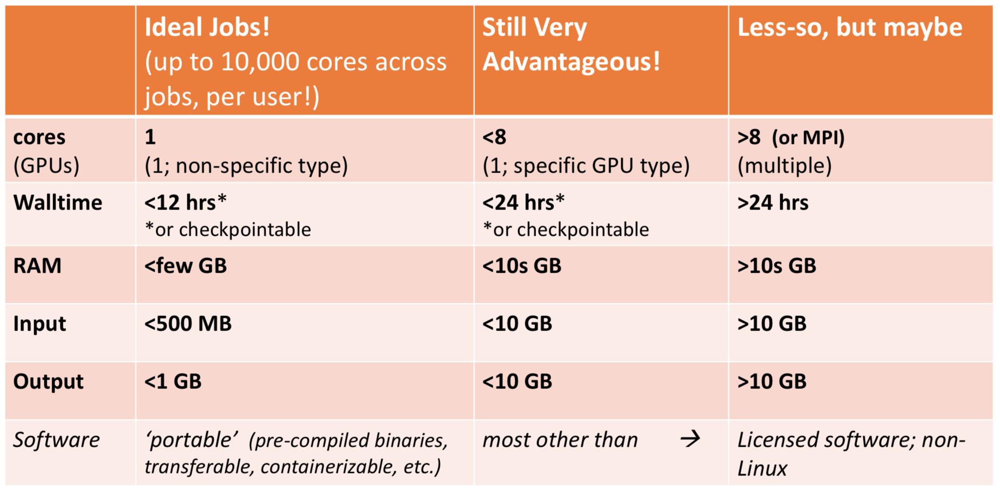 Ideal Jobs!
(up to 10,000 cores across
jobs, per user!)
Still Very
Advantageous!
Less-so, but maybe
cores
(GPUs)
1
(1; non-specific type)
<8
(1; specific GPU type)
>8 (or MPI)
(multiple)
Walltime
<12 hrs*
*or checkpointable
<24 hrs*
*or checkpointable
>24 hrs
RAM
<few GB
<10s GB
>10s GB
Input
<500 MB
<10 GB
>10 GB
Output
<1 GB
<10 GB
>10 GB
Software
‘portable’ (pre-compiled binaries,
transferable, containerizable, etc.)
most other than →
Licensed software; non-
Linux